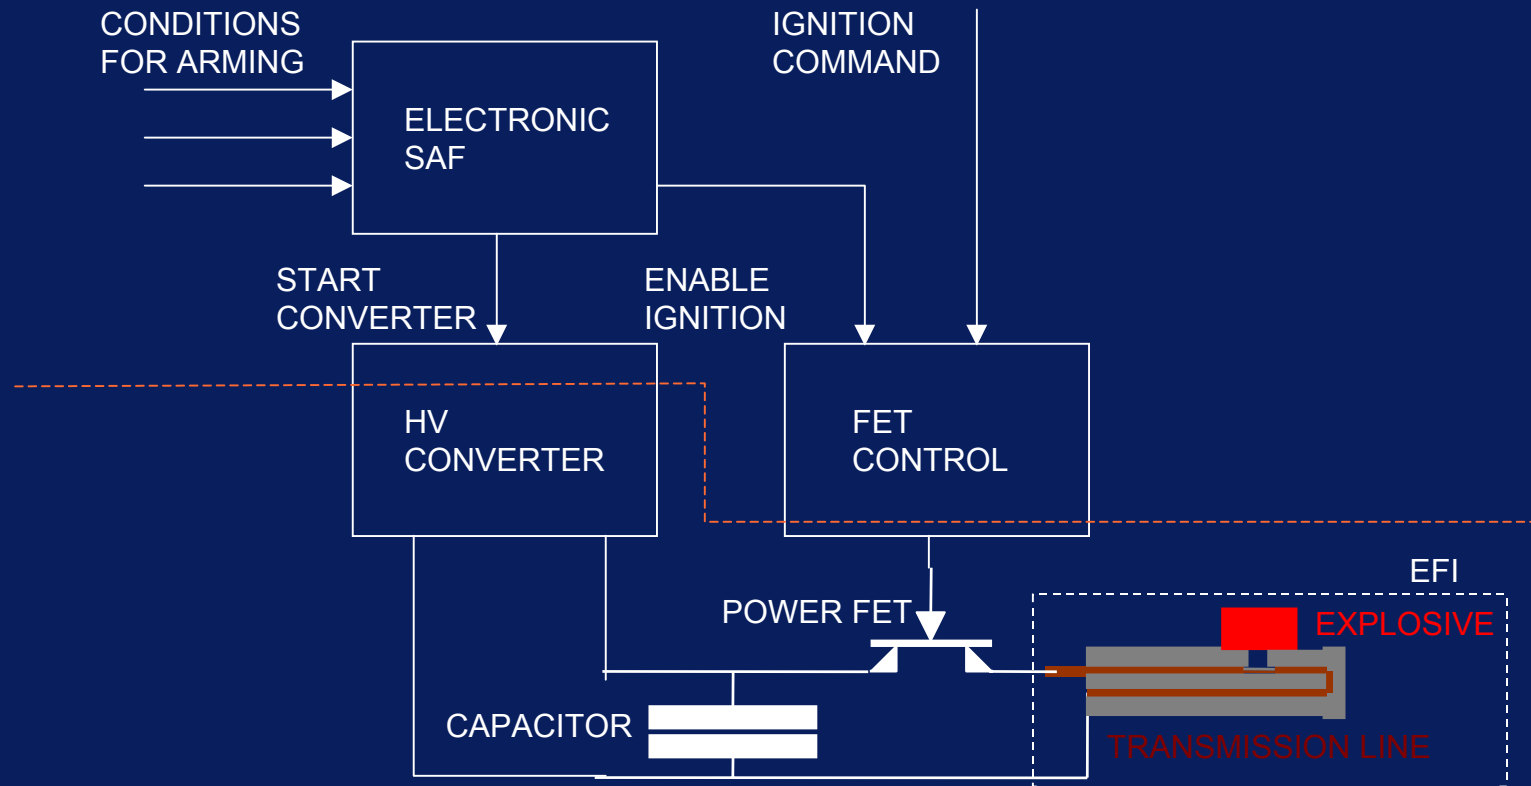 CONDITIONS
FOR ARMING
IGNITION
COMMAND
ELECTRONIC
SAF
START
CONVERTER
ENABLE
IGNITION
HV
CONVERTER
FET
CONTROL
EFI
POWER FET
EXPLOSIVE
CAPACITOR
TRANSMISSION LINE